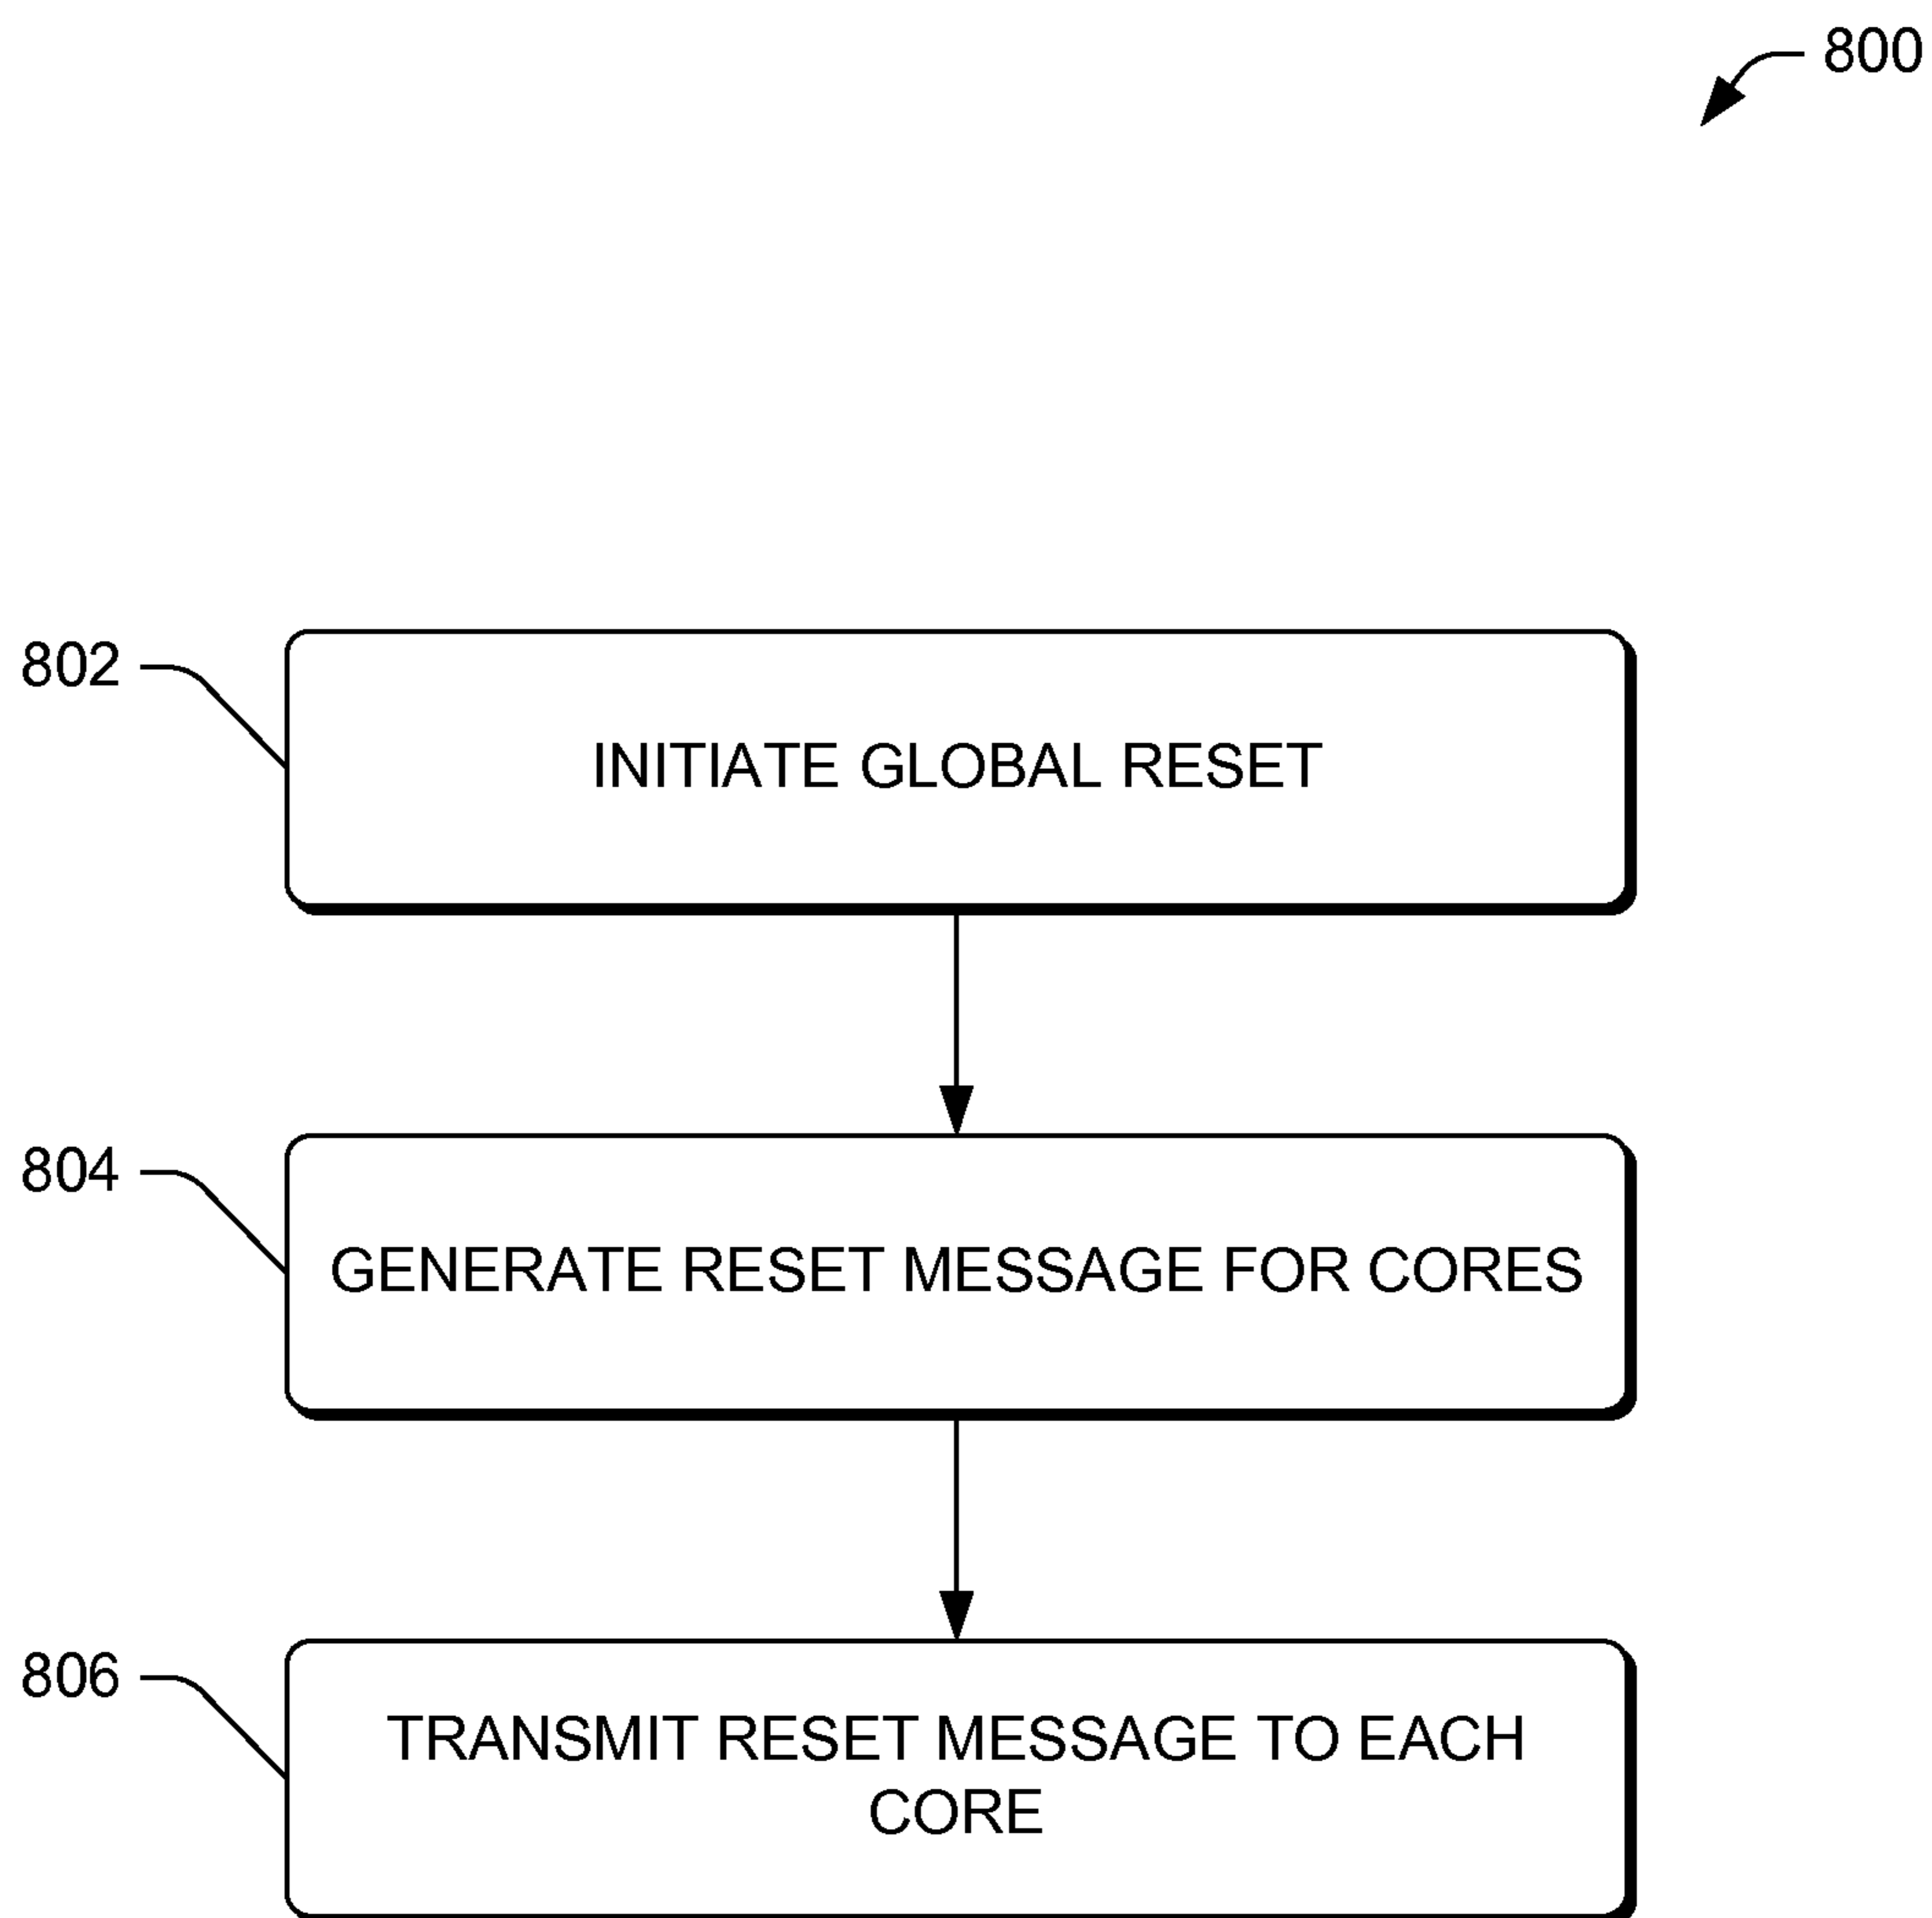 800
802
INITIATE GLOBAL RESET
804
GENERATE RESET MESSAGE FOR CORES
806
TRANSMIT RESET MESSAGE TO EACH
CORE